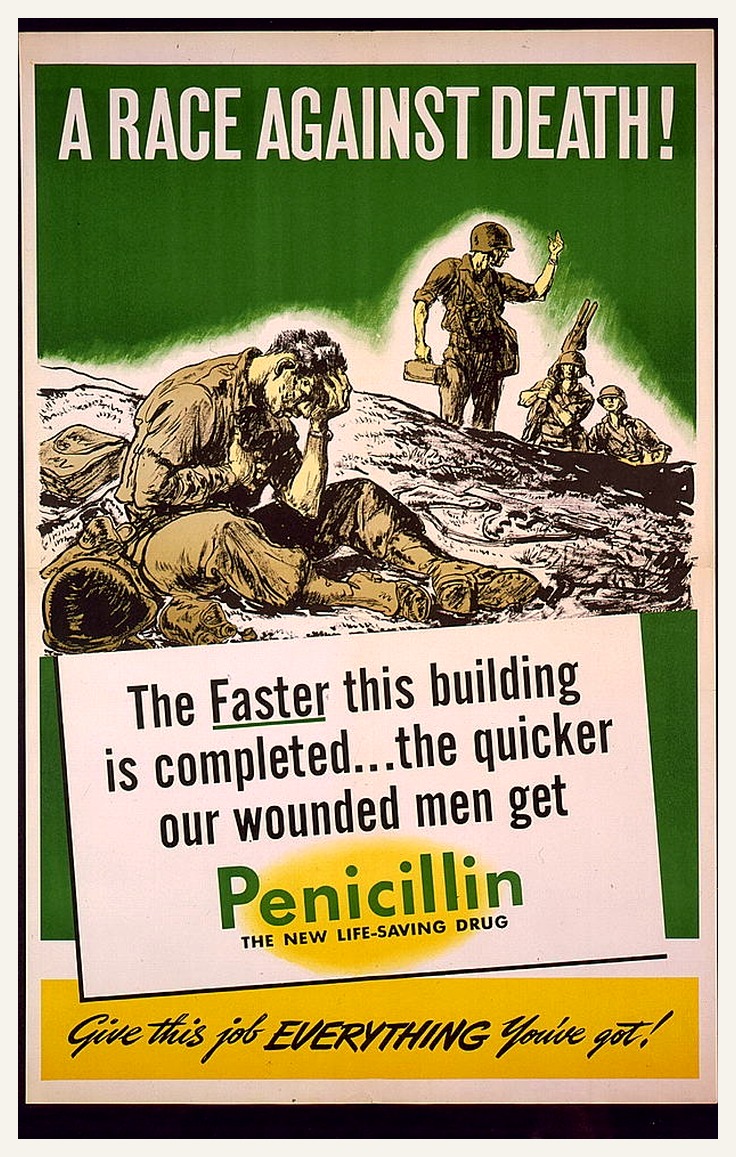 A RACE AGAINST DEATH!
The Faster this building
is completed...the quicker
our wounded men get
Penicillin
THE NEW LIFE-SAVING DRUG
Give this job EVERYTHING You've got!